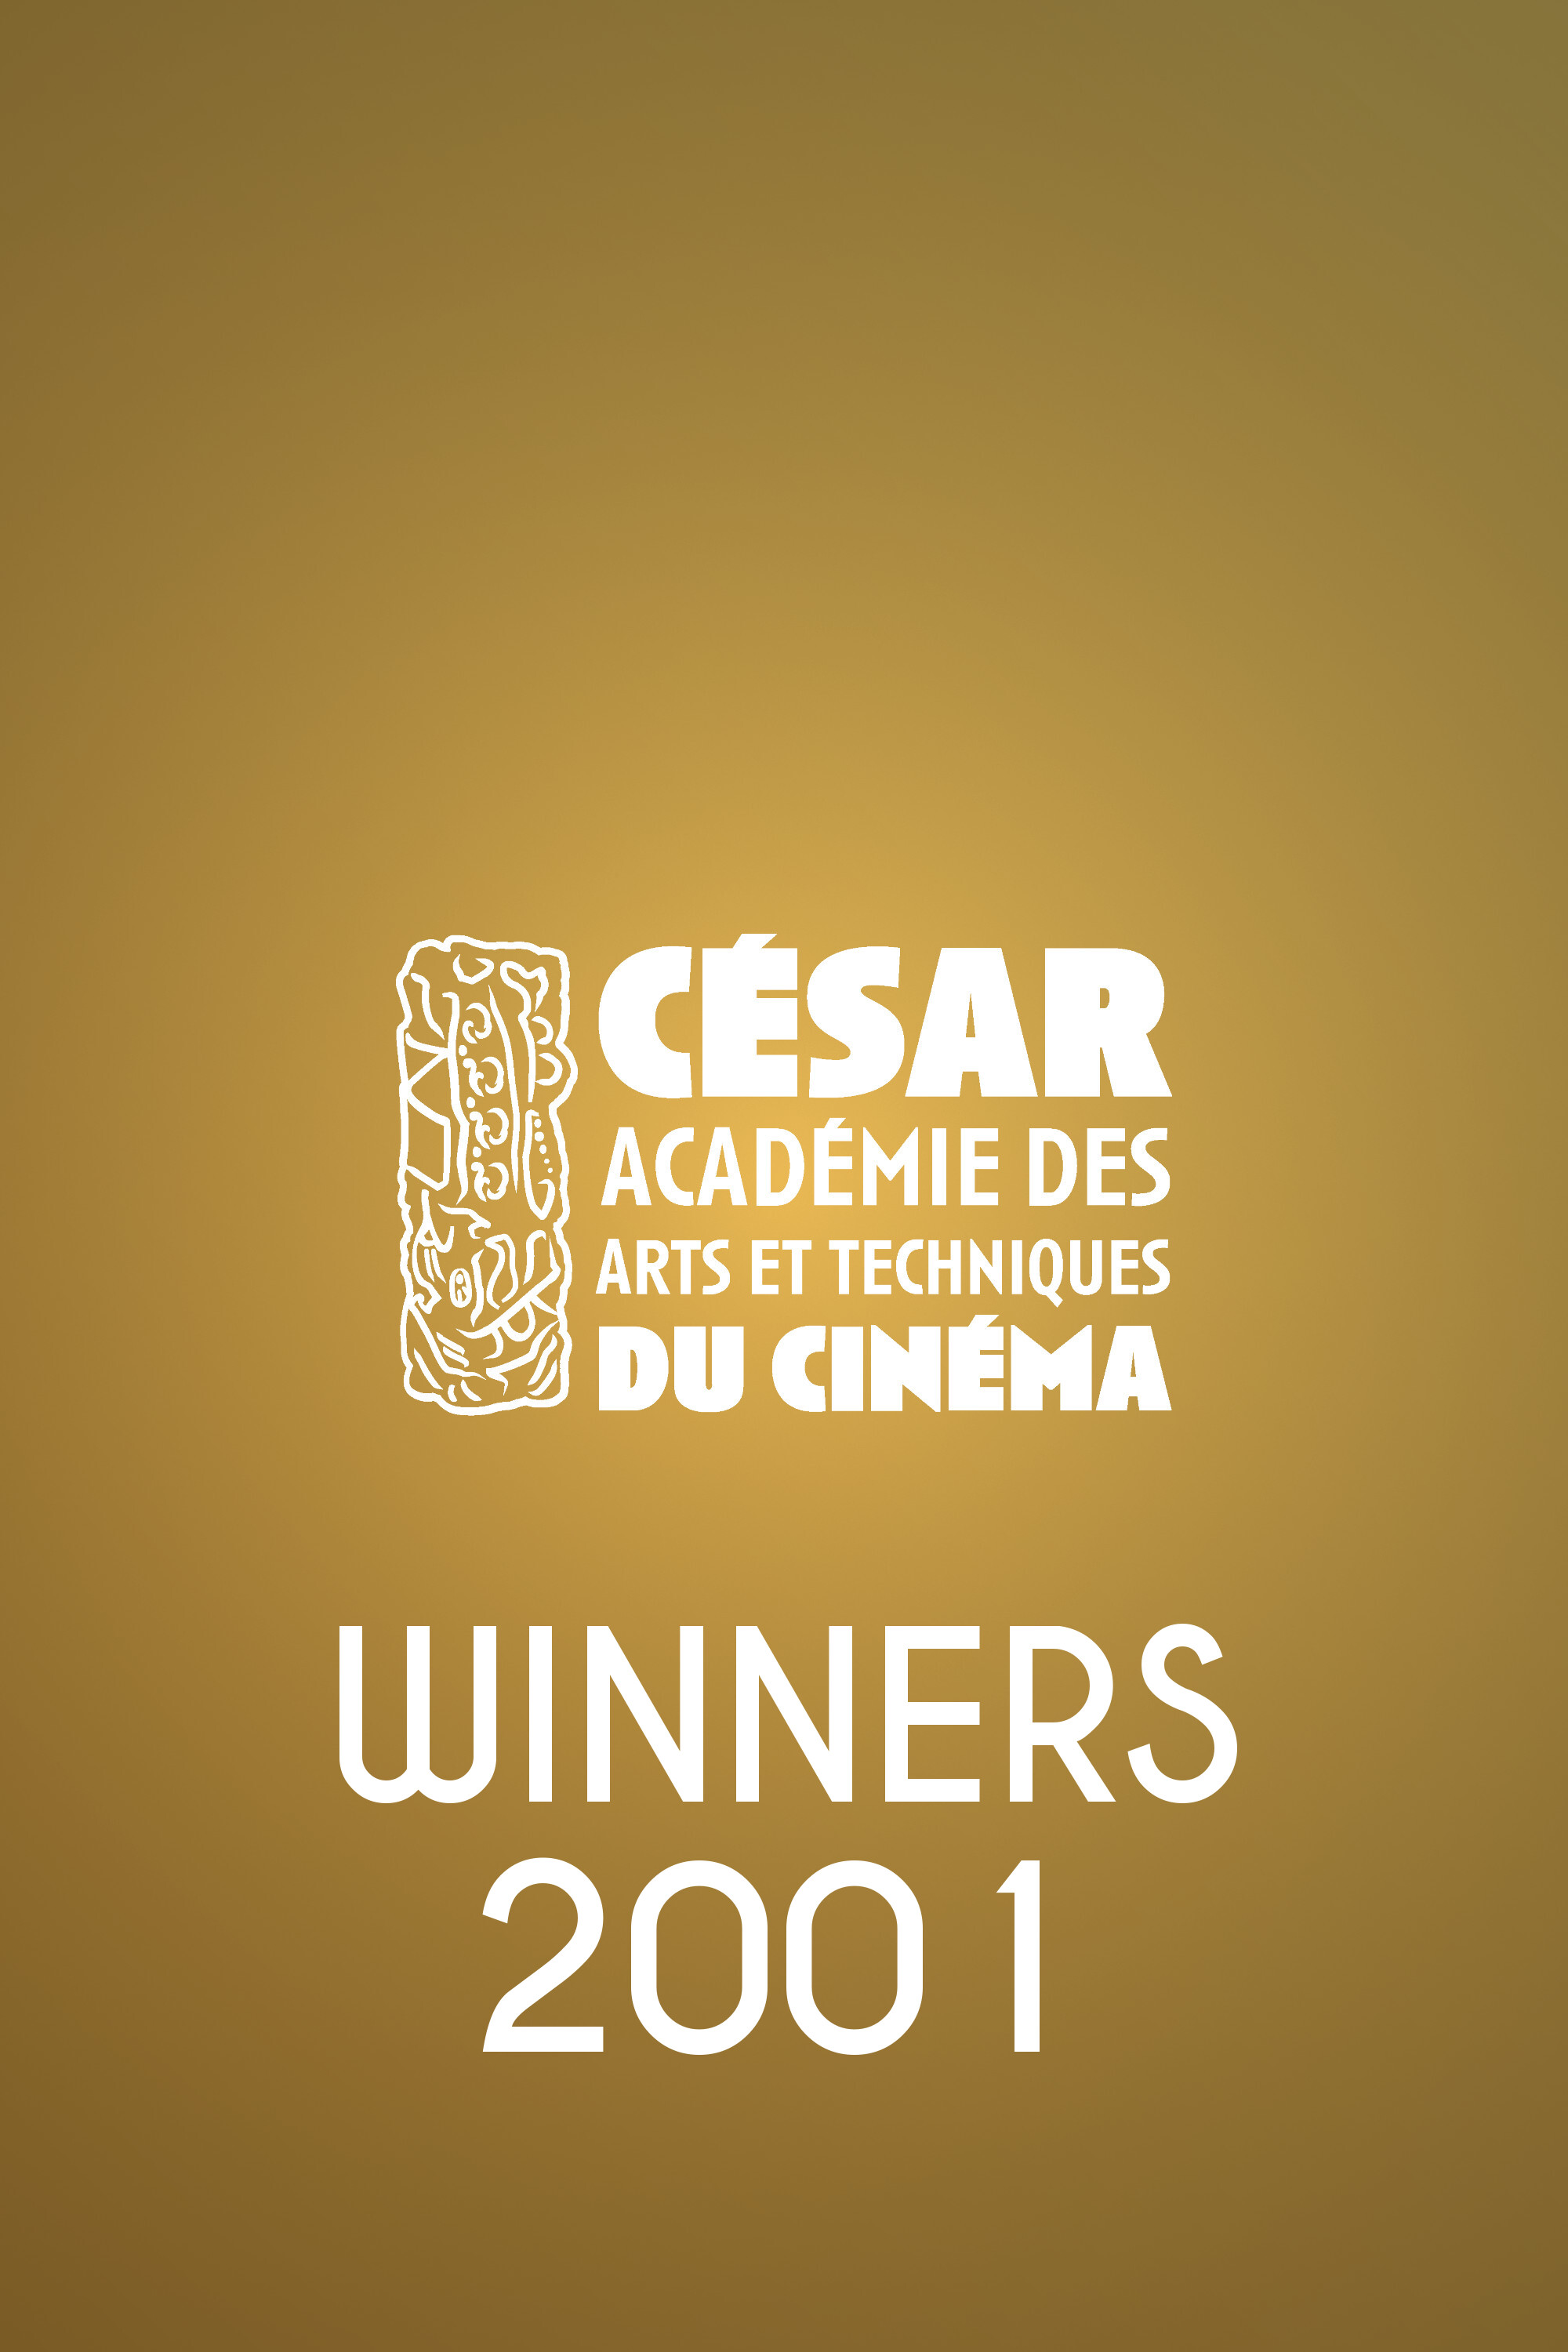 CÉSAR
ACADÉMIE DES
ARTS ET TECHNIQUES
DU CINÉMA
WINNERS
2001